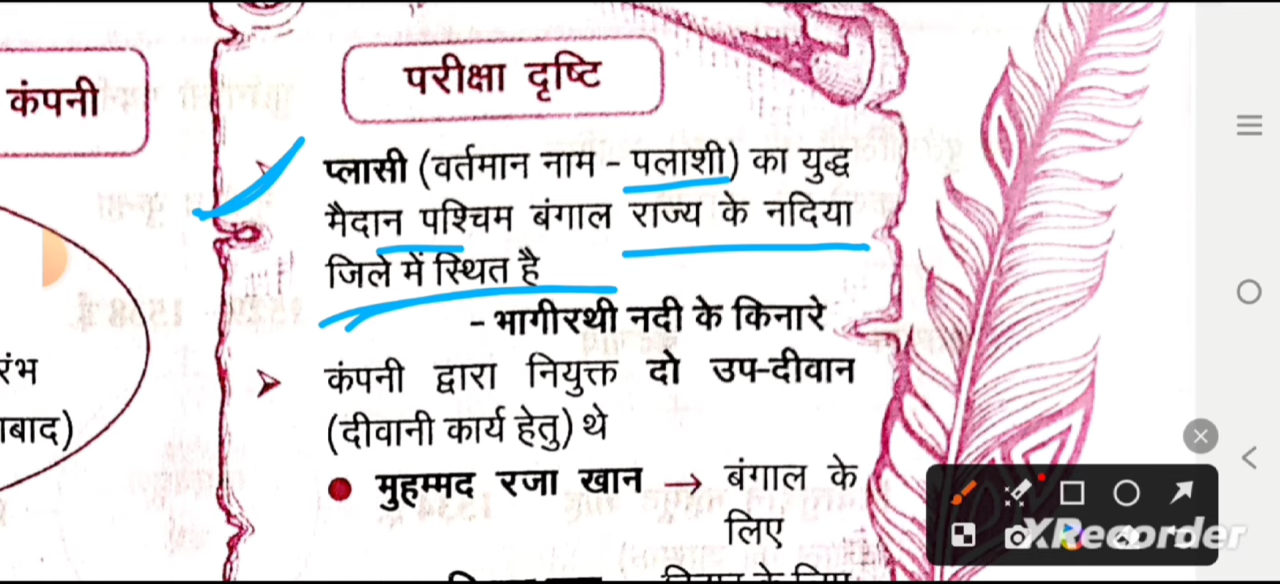 कंपनी
परीक्षा दृष्टि
प्लासी (वर्तमान नाम – पलाशी) का युद्ध
मैदान पश्चिम बंगाल राज्य के नदिया
जिले में स्थित है
– भागीरथी नदी के किनारे
रंभ
कंपनी द्वारा नियुक्त दो उप-दीवान
ाबाद)
(दीवानी कार्य हेतु) थे
मुहम्मद रजा खान → बंगाल के
लिए
XRecorder